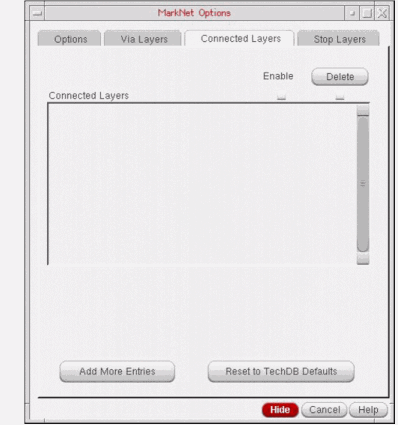 MarkNet Options
Options Via Layers Connected Layers Stop Layers
Enable Delete
Connected Layers
Add More Entries Reset to TechDB Defaults
Hide Cancel Help